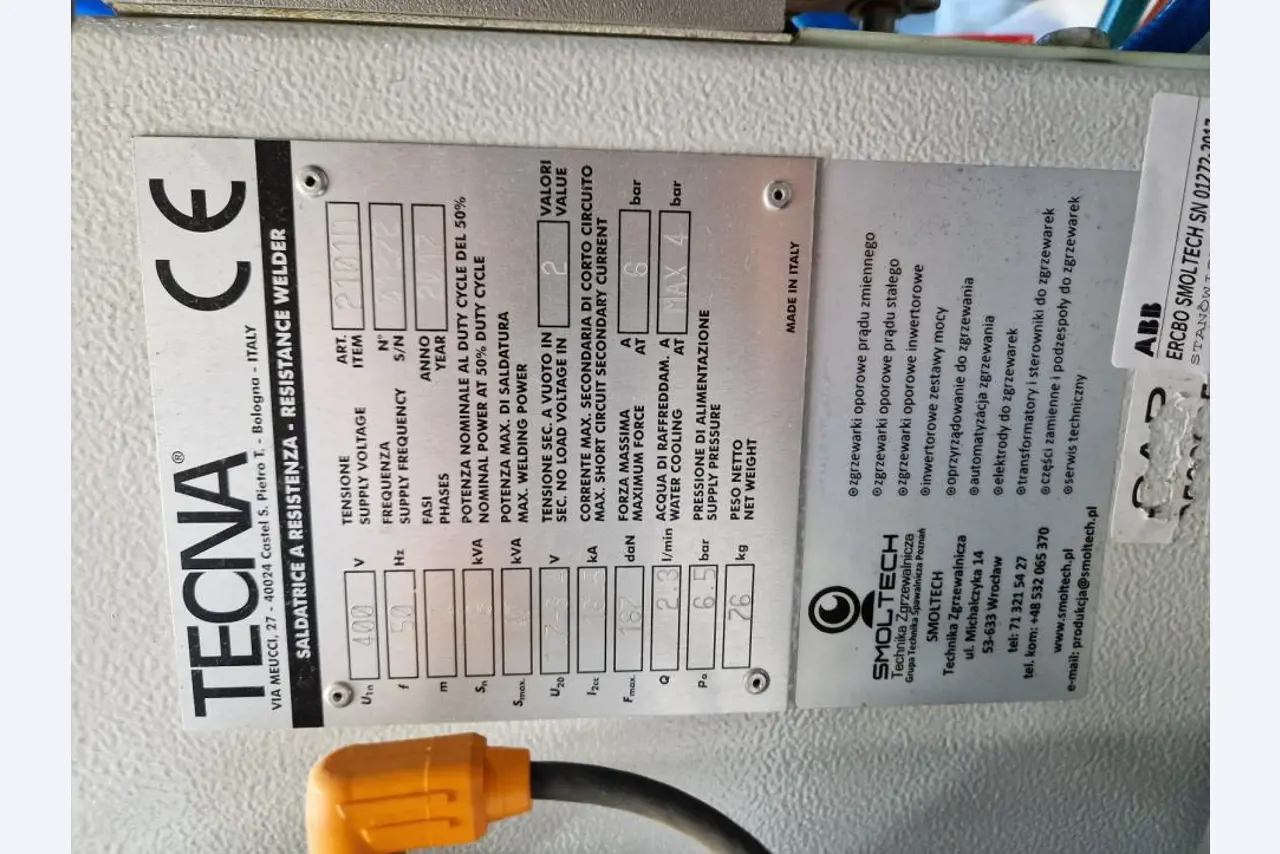 TECNA® CE
VIA MEUCCI, 27 - 40024 Castel S. Pietro T. - Bologna - ITALY
SALDATRICE A RESISTENZA - RESISTANCE WELDER
U1n 400 V TENSIONE SUPPLY VOLTAGE ART. ITEM
f 50 Hz FREQUENZA SUPPLY FREQUENCY N° S/N
m FASI PHASES ANNO YEAR
Sn kVA POTENZA NOMINALE AL DUTY CYCLE DEL 50%
NOMINAL POWER AT 50% DUTY CYCLE
Smax. kVA POTENZA MAX. DI SALDATURA
MAX. WELDING POWER
U20 V TENSIONE SEC. A VUOTO IN 2 VALORI
SEC. NO LOAD VOLTAGE IN VALUE
I2cc kA CORRENTE MAX. SECONDARIA DI CORTO CIRCUITO
MAX. SHORT CIRCUIT SECONDARY CURRENT
Fmax. 187 daN FORZA MASSIMA A 6 bar
MAXIMUM FORCE AT
Q 2.3 l/min ACQUA DI RAFFREDDAM. A MAX 4 bar
WATER COOLING AT
Po 6.5 bar PRESSIONE DI ALIMENTAZIONE
SUPPLY PRESSURE
76 kg PESO NETTO
NET WEIGHT
MADE IN ITALY
SMOLTECH
Technika Zgrzewalnicza
Grupa Technika Spawalnicza Poznań
SMOLTECH
Technika Zgrzewalnicza
ul. Michalczyka 14
53-633 Wrocław
tel: 71 321 54 27
tel. kom: +48 532 065 370
www.smoltech.pl
e-mail: produkcja@smoltech.pl
zgrzewarki oporowe prądu zmiennego
zgrzewarki oporowe prądu stałego
zgrzewarki oporowe inwertorowe
inwertorowe zestawy mocy
oprzyrządowanie do zgrzewania
automatyzacja zgrzewania
elektrody do zgrzewarek
transformatory i sterowniki do zgrzewarek
części zamienne i podzespoły do zgrzewarek
serwis techniczny
ABB
ERCBO SMOLTECH SN 01272-2017